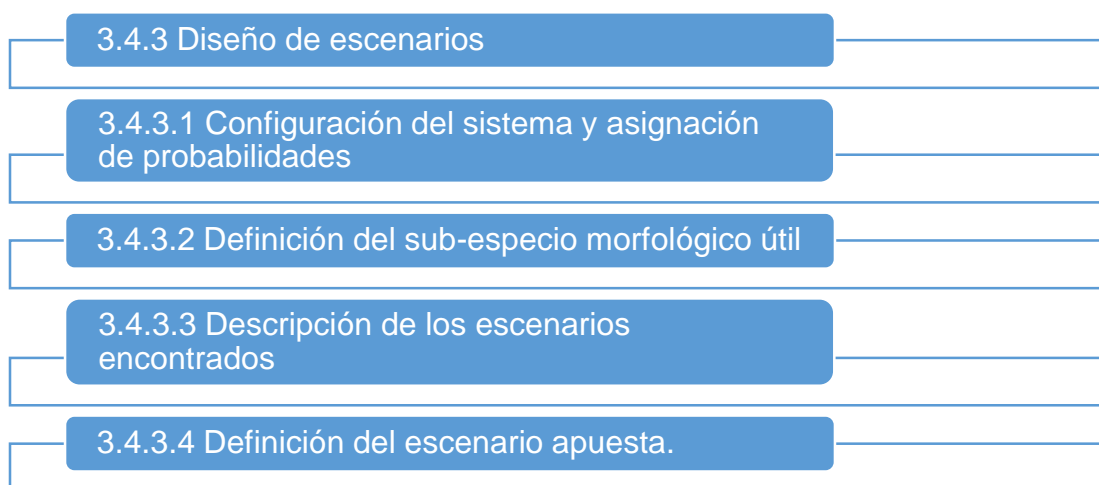 3.4.3 Diseño de escenarios
3.4.3.1 Configuración del sistema y asignación
de probabilidades
3.4.3.2 Definición del sub-especio morfológico útil
3.4.3.3 Descripción de los escenarios
encontrados
3.4.3.4 Definición del escenario apuesta.